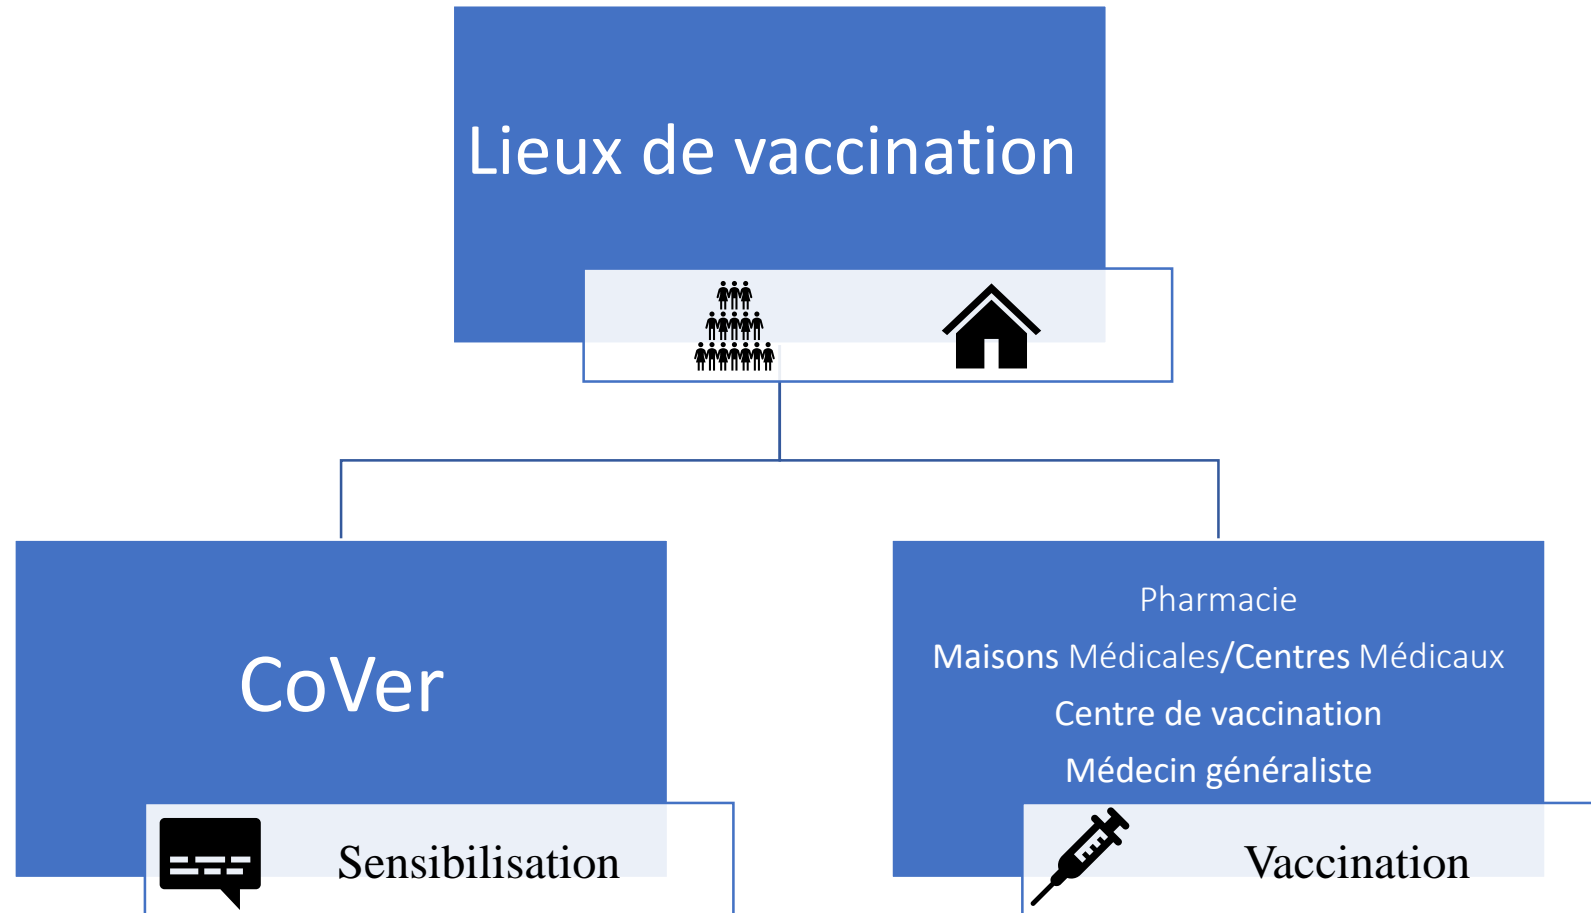 Lieux de vaccination
CoVer
Sensibilisation
Pharmacie
Maisons Médicales/Centres Médicaux
Centre de vaccination
Médecin généraliste
Vaccination